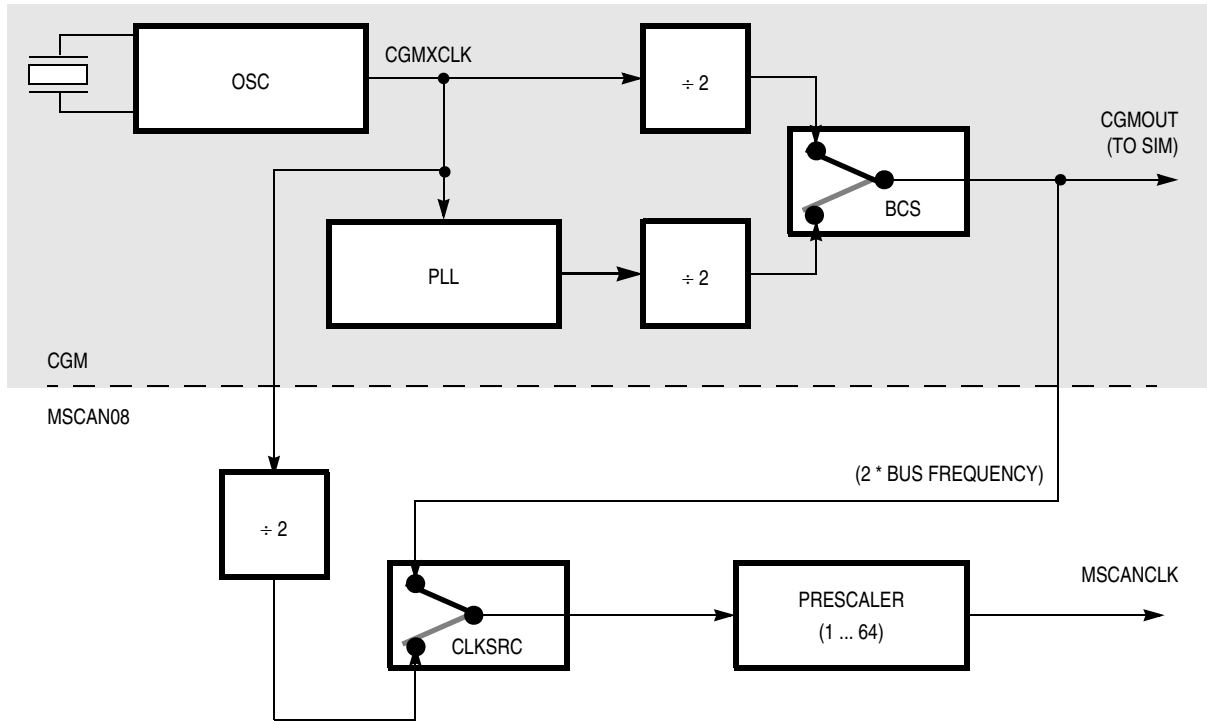 CGMXCLK
OSC
÷ 2
CGMOUT
(TO SIM)
BCS
PLL
÷ 2
CGM
MSCAN08
(2 * BUS FREQUENCY)
÷ 2
MSCANCLK
PRESCALER
(1 ... 64)
CLKSRC